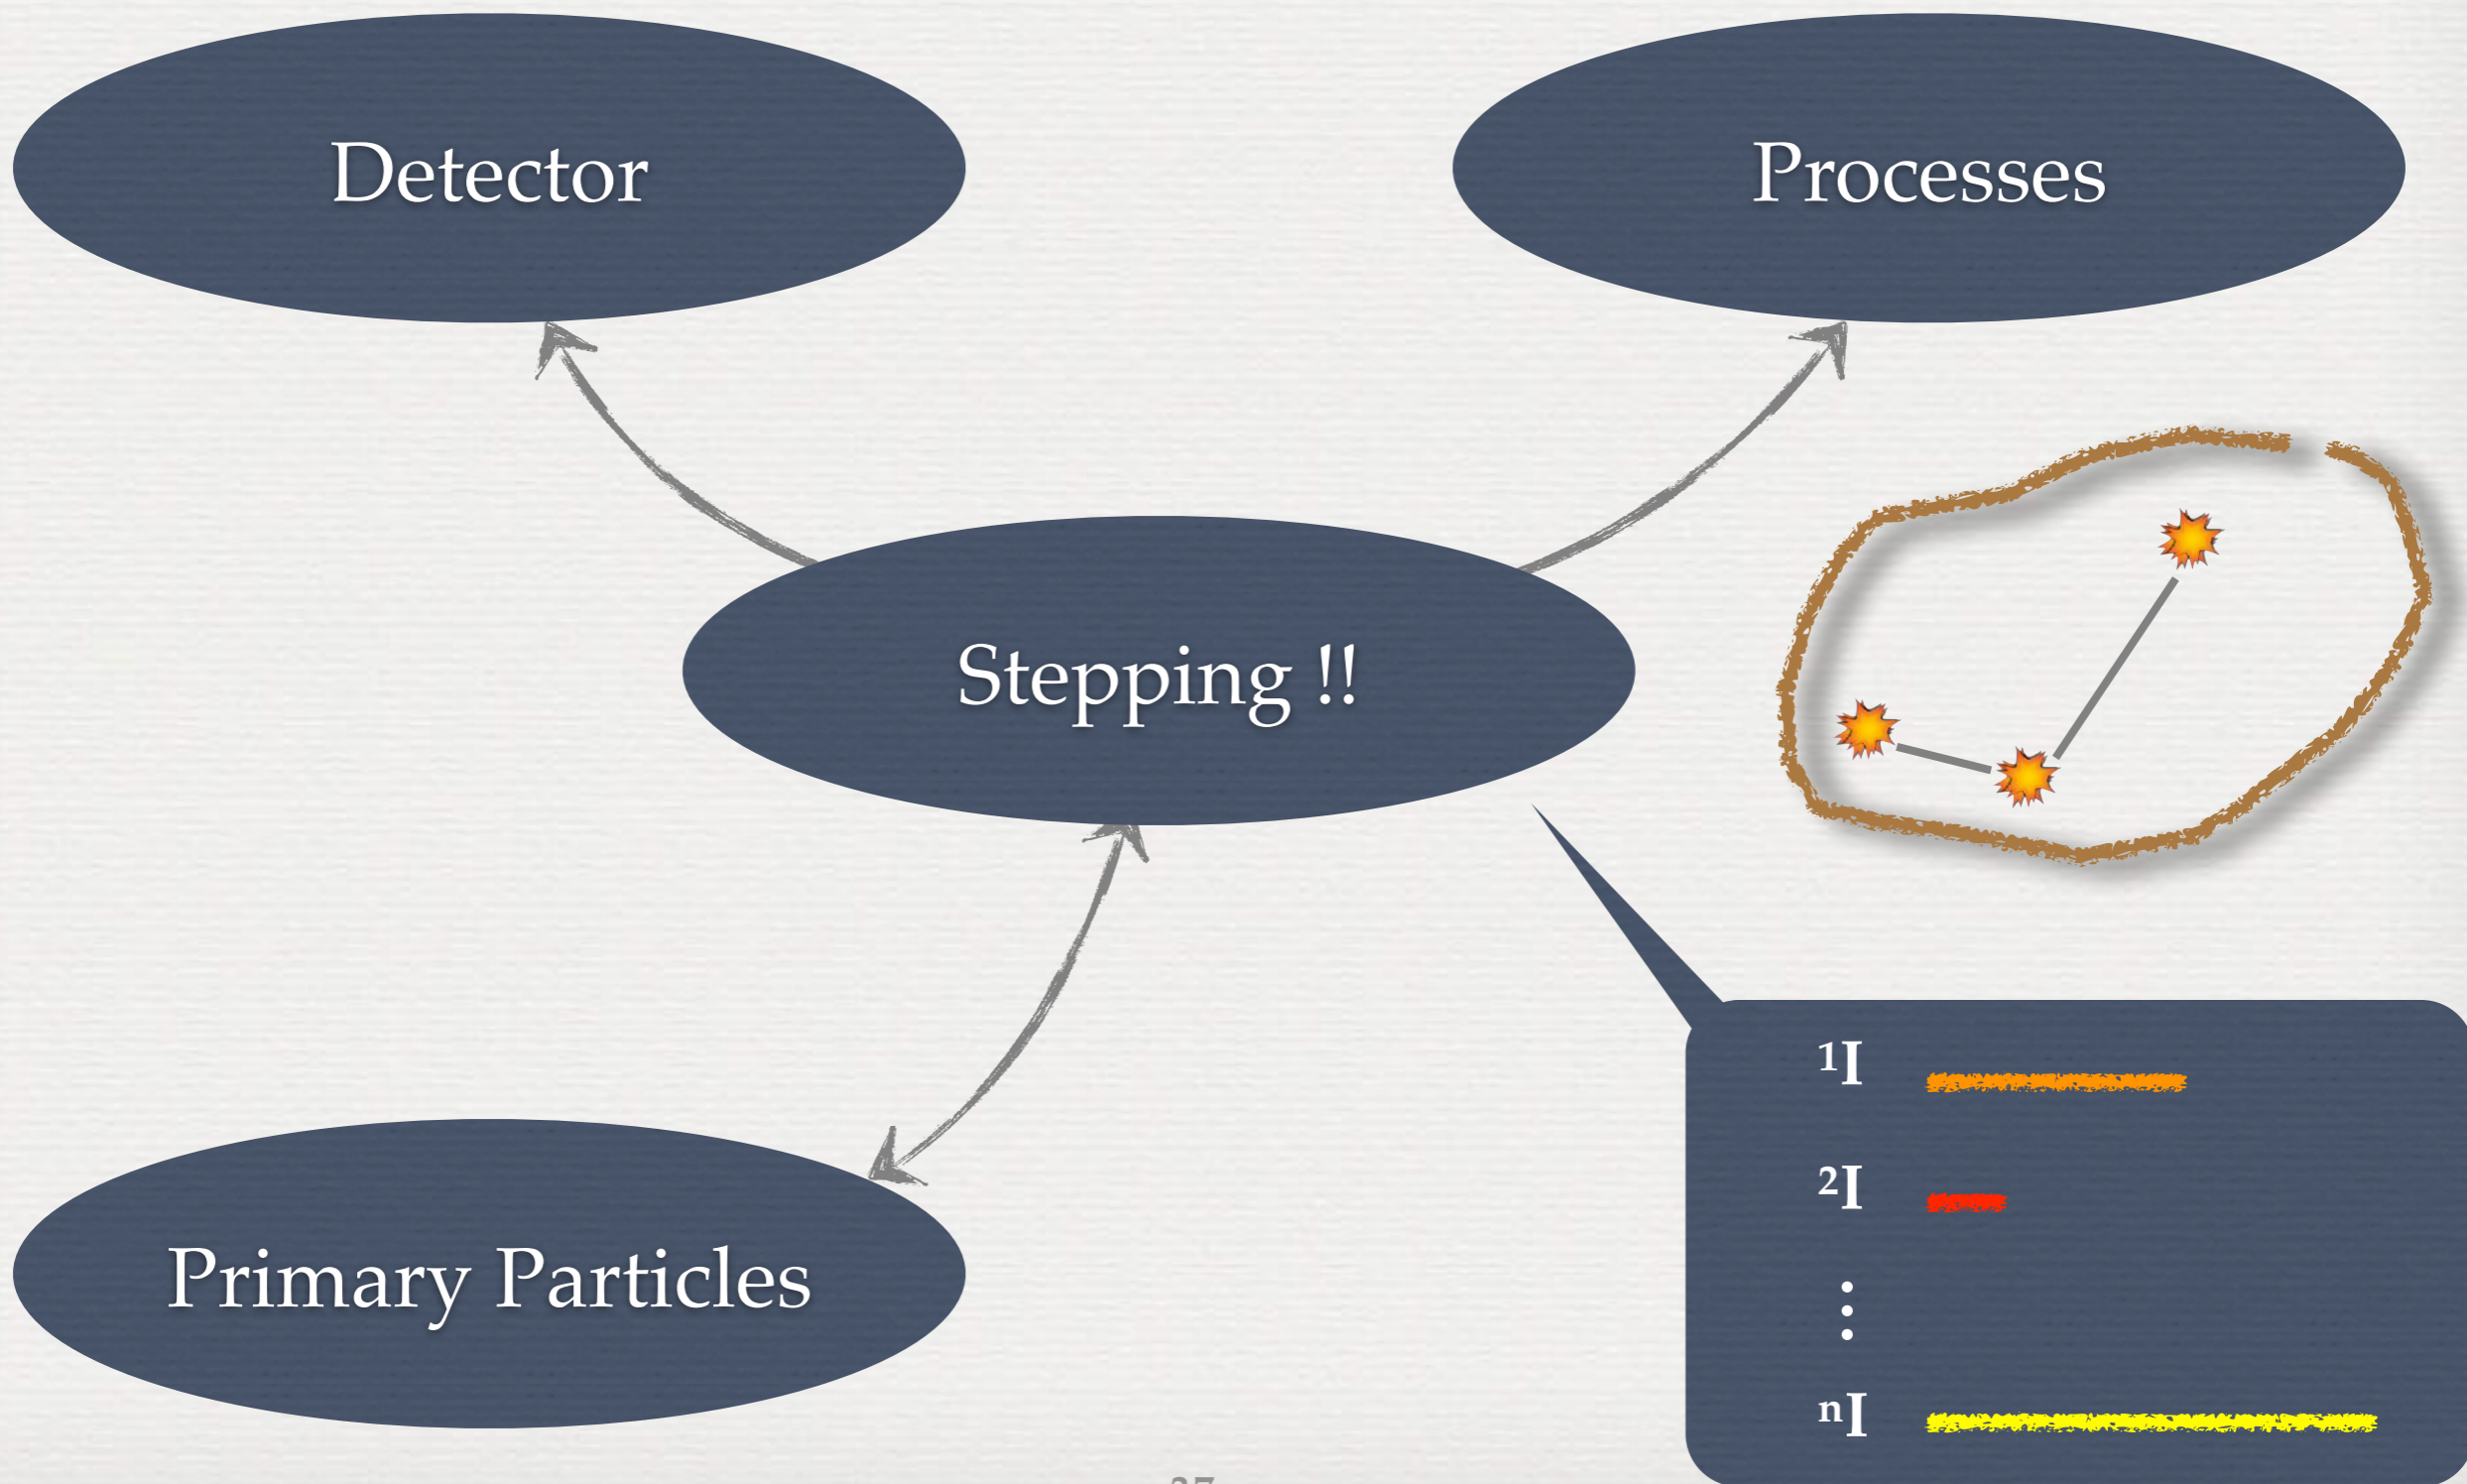 Detector
Processes
Stepping !!
Primary Particles
¹I
²I
⋮
ⁿI